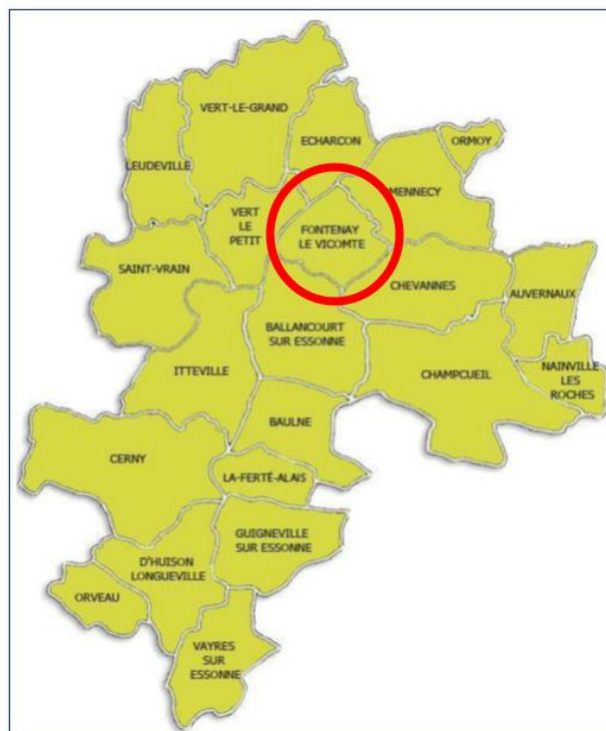 VERT-LE-GRAND
ECHARCON
ORMOY
LEUDEVILLE
MENNECY
VERT
LE
PETIT
FONTENAY
LE VICOMTE
SAINT-VRAIN
CHEVANNES
AUVERNAUX
BALLANCOURT
SUR ESSONNE
ITTEVILLE
CHAMPCUEIL
NAINVILLE
LES
ROCHES
BAULNE
CERNY
LA-FERTÉ-ALAIS
GUIGNEVILLE
SUR ESSONNE
D'HUISON
LONGUEVILLE
ORVEAU
VAYRES
SUR
ESSONNE